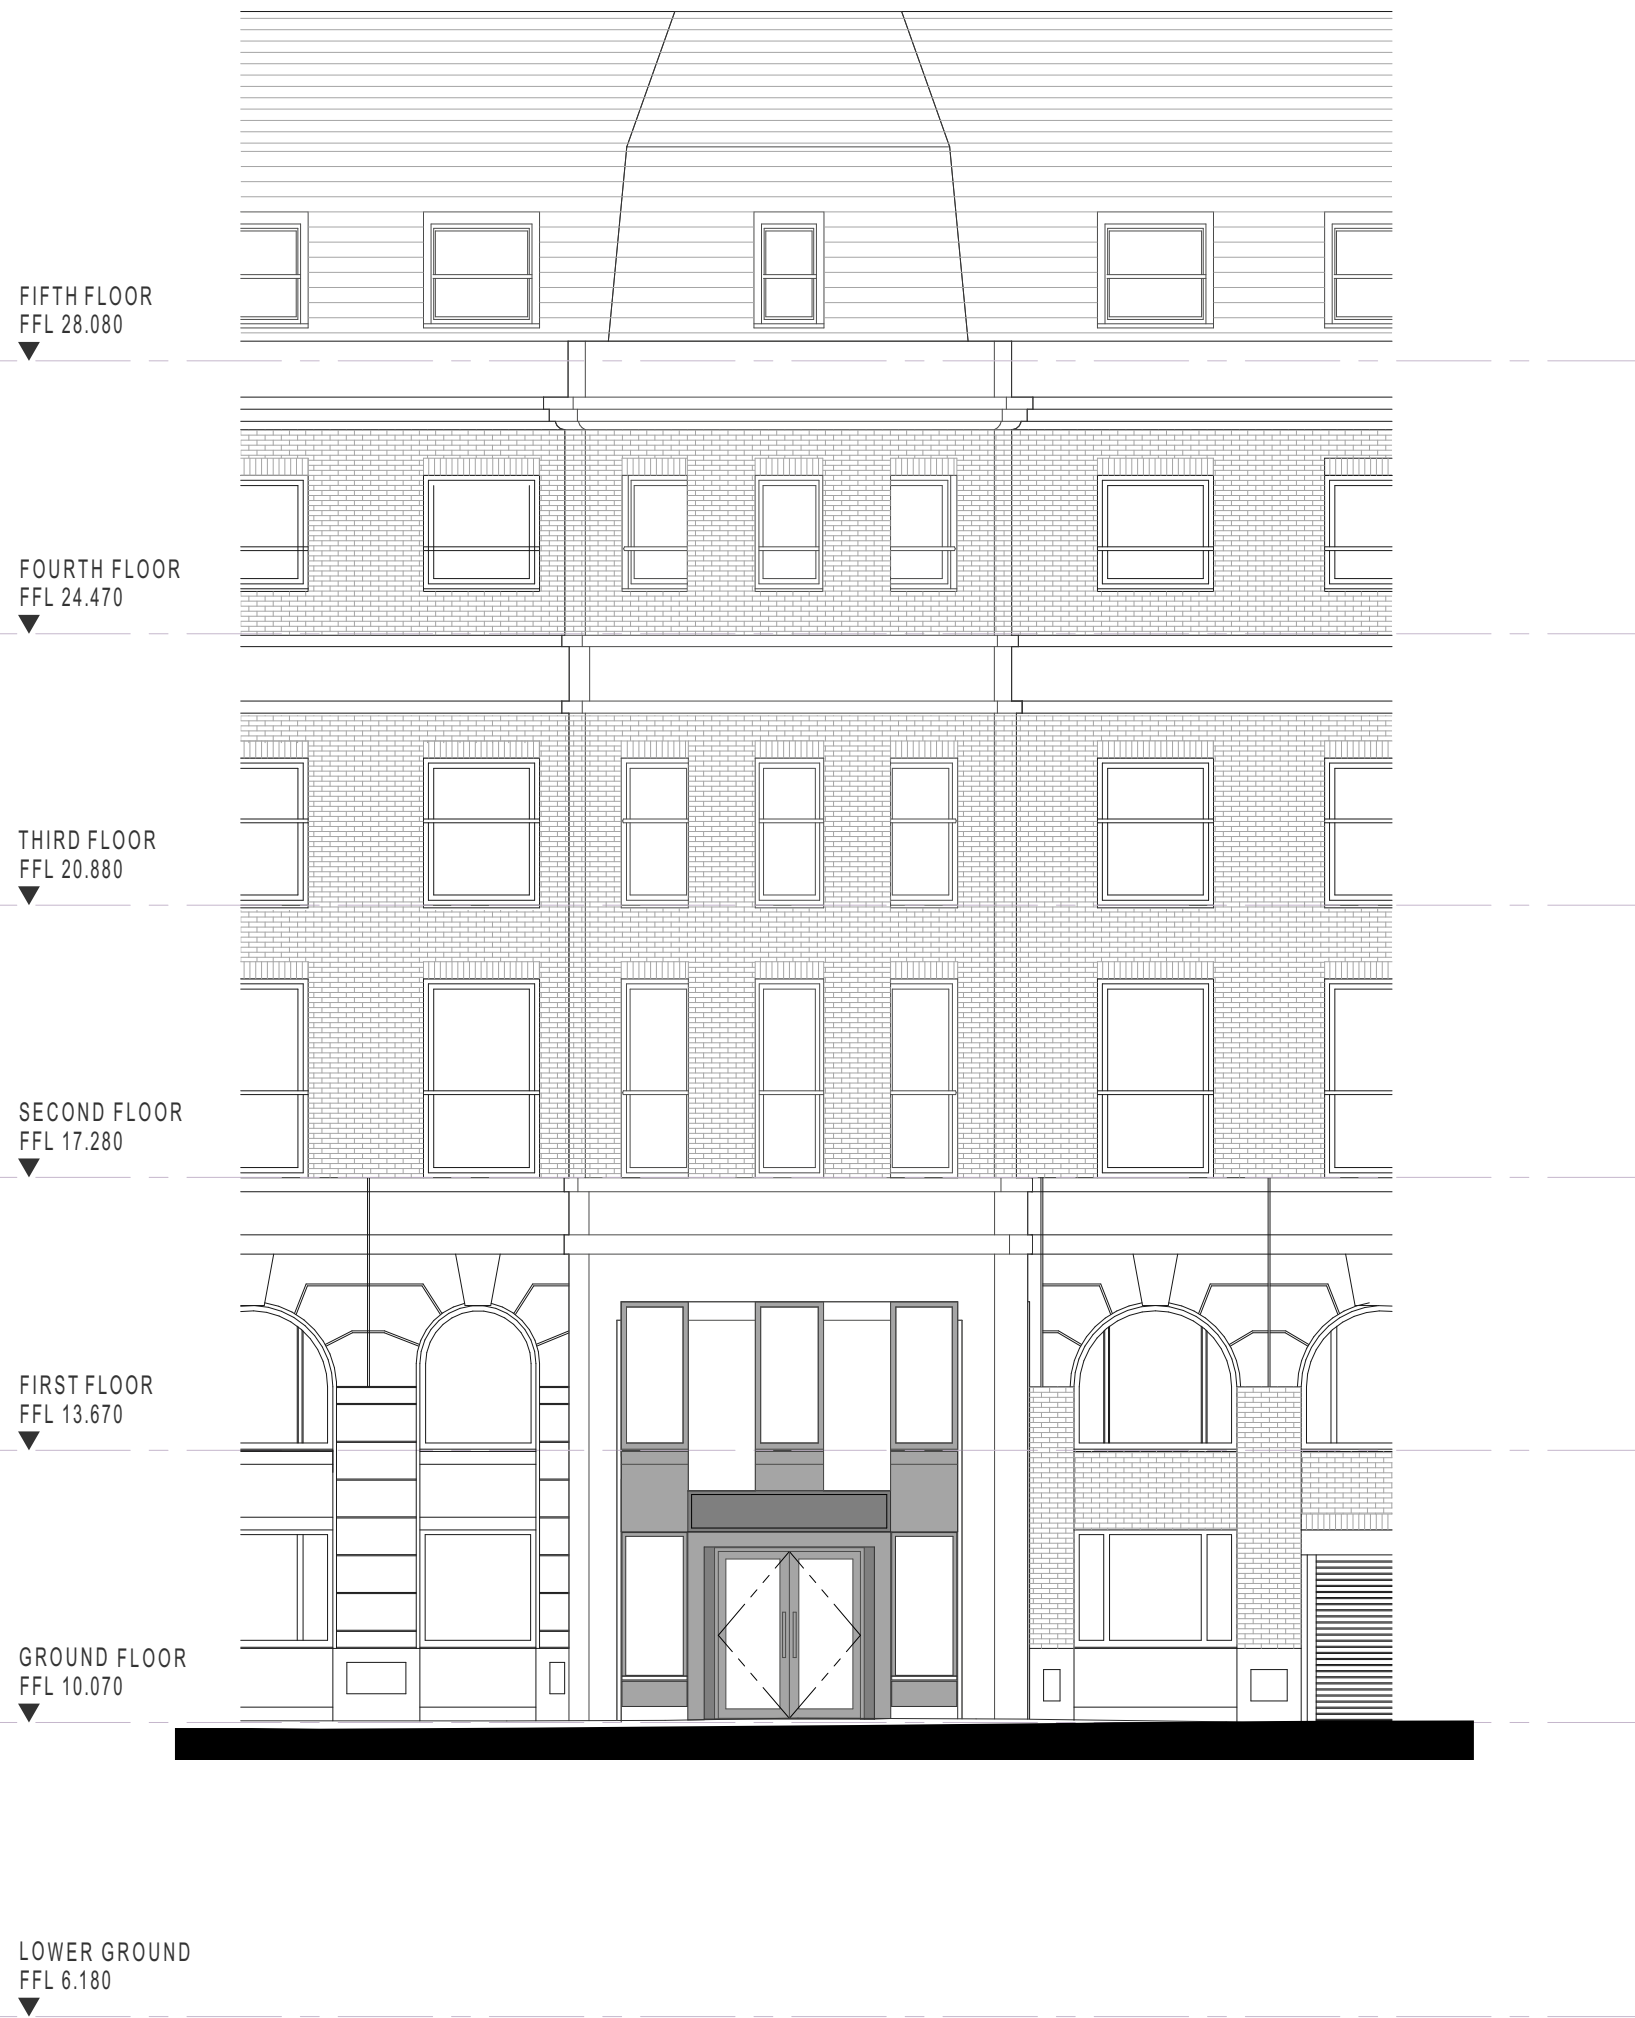 FIFTH FLOOR
FFL 28.080
FOURTH FLOOR
FFL 24.470
THIRD FLOOR
FFL 20.880
SECOND FLOOR
FFL 17.280
FIRST FLOOR
FFL 13.670
GROUND FLOOR
FFL 10.070
LOWER GROUND
FFL 6.180